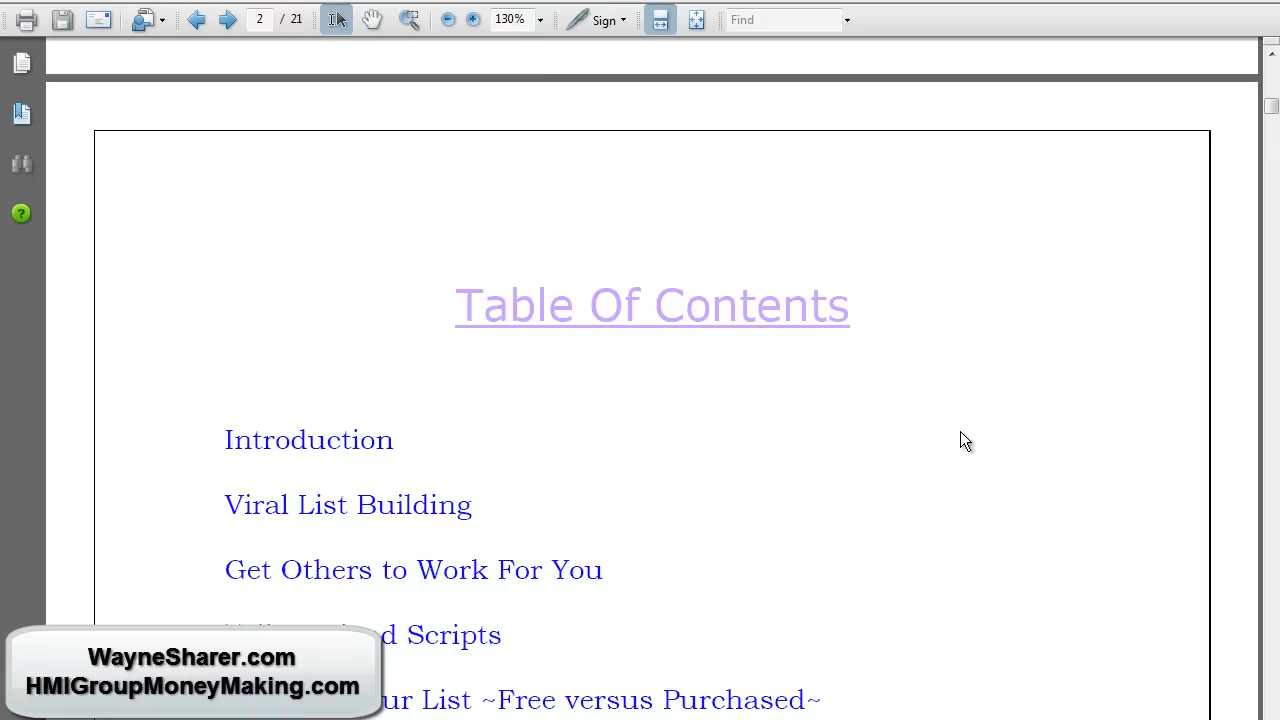 2 / 21
130%
Sign
Find
Table Of Contents
Introduction
Viral List Building
Get Others to Work For You
Scripts
List ~Free versus Purchased~
WayneSharer.com
HMIGroupMoneyMaking.com